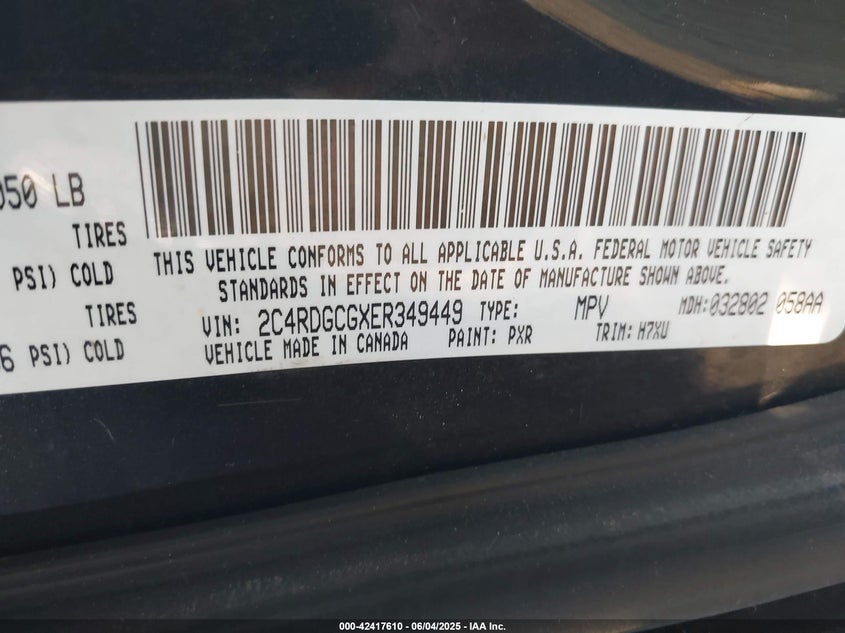 050 LB
TIRES
PSI) COLD
TIRES
6 PSI) COLD
THIS VEHICLE CONFORMS TO ALL APPLICABLE U.S.A. FEDERAL MOTOR VEHICLE SAFETY
STANDARDS IN EFFECT ON THE DATE OF MANUFACTURE SHOWN ABOVE.
VIN: 2C4RDGCGXER349449 TYPE: MPV MDH:032802 058AA
VEHICLE MADE IN CANADA PAINT: PXR TRIM: H7XU
000-42417610 - 06/04/2025 - IAA Inc.